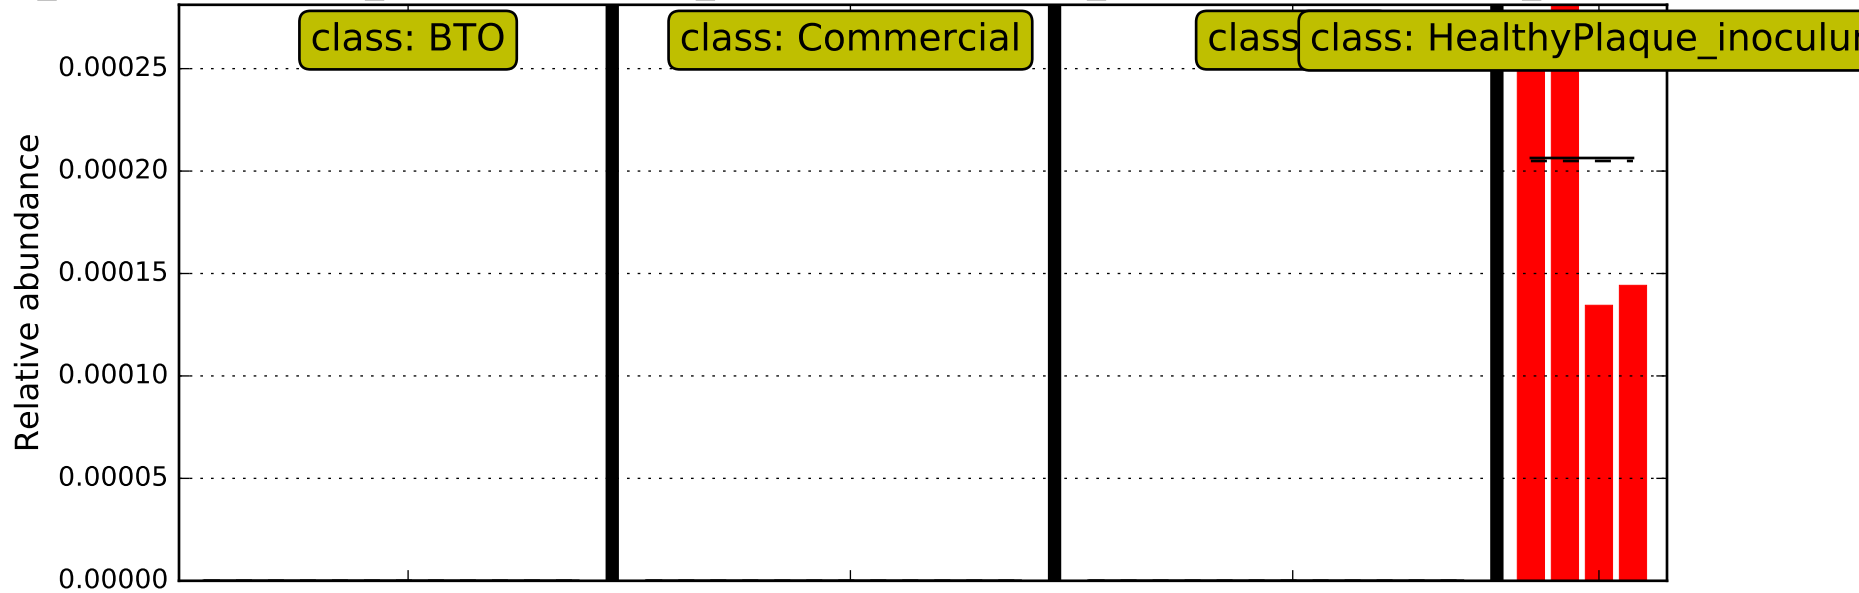 class: BTO
class: Commercial
class
class: HealthyPlaque_inoculu
0.00025
0.00020
0.00015
0.00010
0.00005
0.00000
Relative abundance